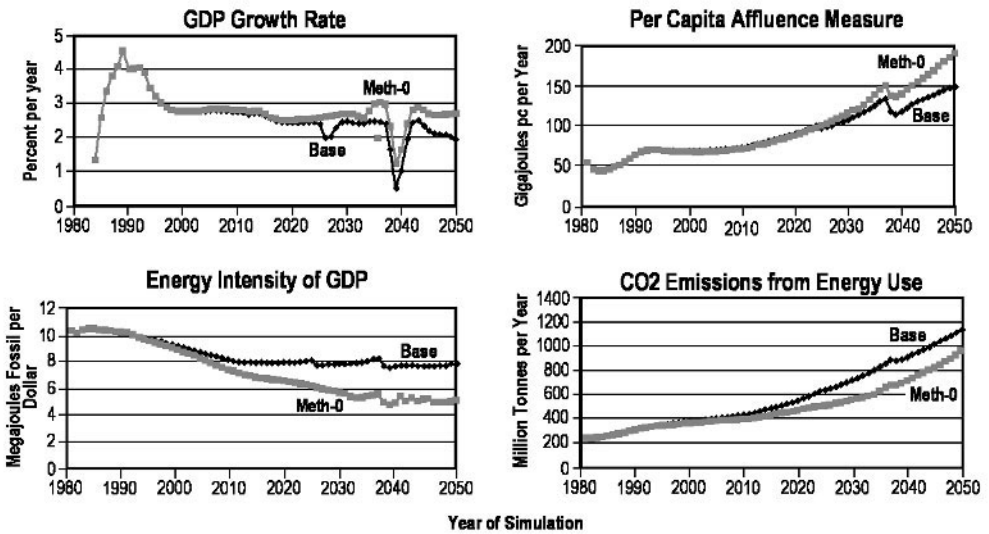 GDP Growth Rate
Percent per year
5
4
3
2
1
0
Meth-0
Base
1980 1990 2000 2010 2020 2030 2040 2050
Per Capita Affluence Measure
Gigajoules pc per Year
200
150
100
50
0
Meth-0
Base
1980 1990 2000 2010 2020 2030 2040 2050
Energy Intensity of GDP
Megajoules Fossil per
Dollar
12
10
8
6
4
2
0
Base
Meth-0
1980 1990 2000 2010 2020 2030 2040 2050
CO2 Emissions from Energy Use
Million Tonnes per Year
1400
1200
1000
800
600
400
200
0
Base
Meth-0
1980 1990 2000 2010 2020 2030 2040 2050
Year of Simulation